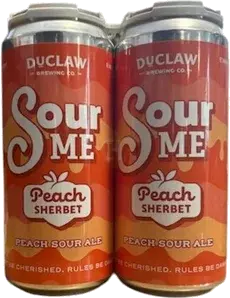 DUCLAW
BREWING CO.
Sour
ME
Peach
SHERBET
PEACH SOUR ALE
CHERISHED. RULES BE
DUCLAW
BREWING CO.
Sour
ME
Peach
SHERBET
PEACH SOUR ALE
CHERISHED. RULES BE